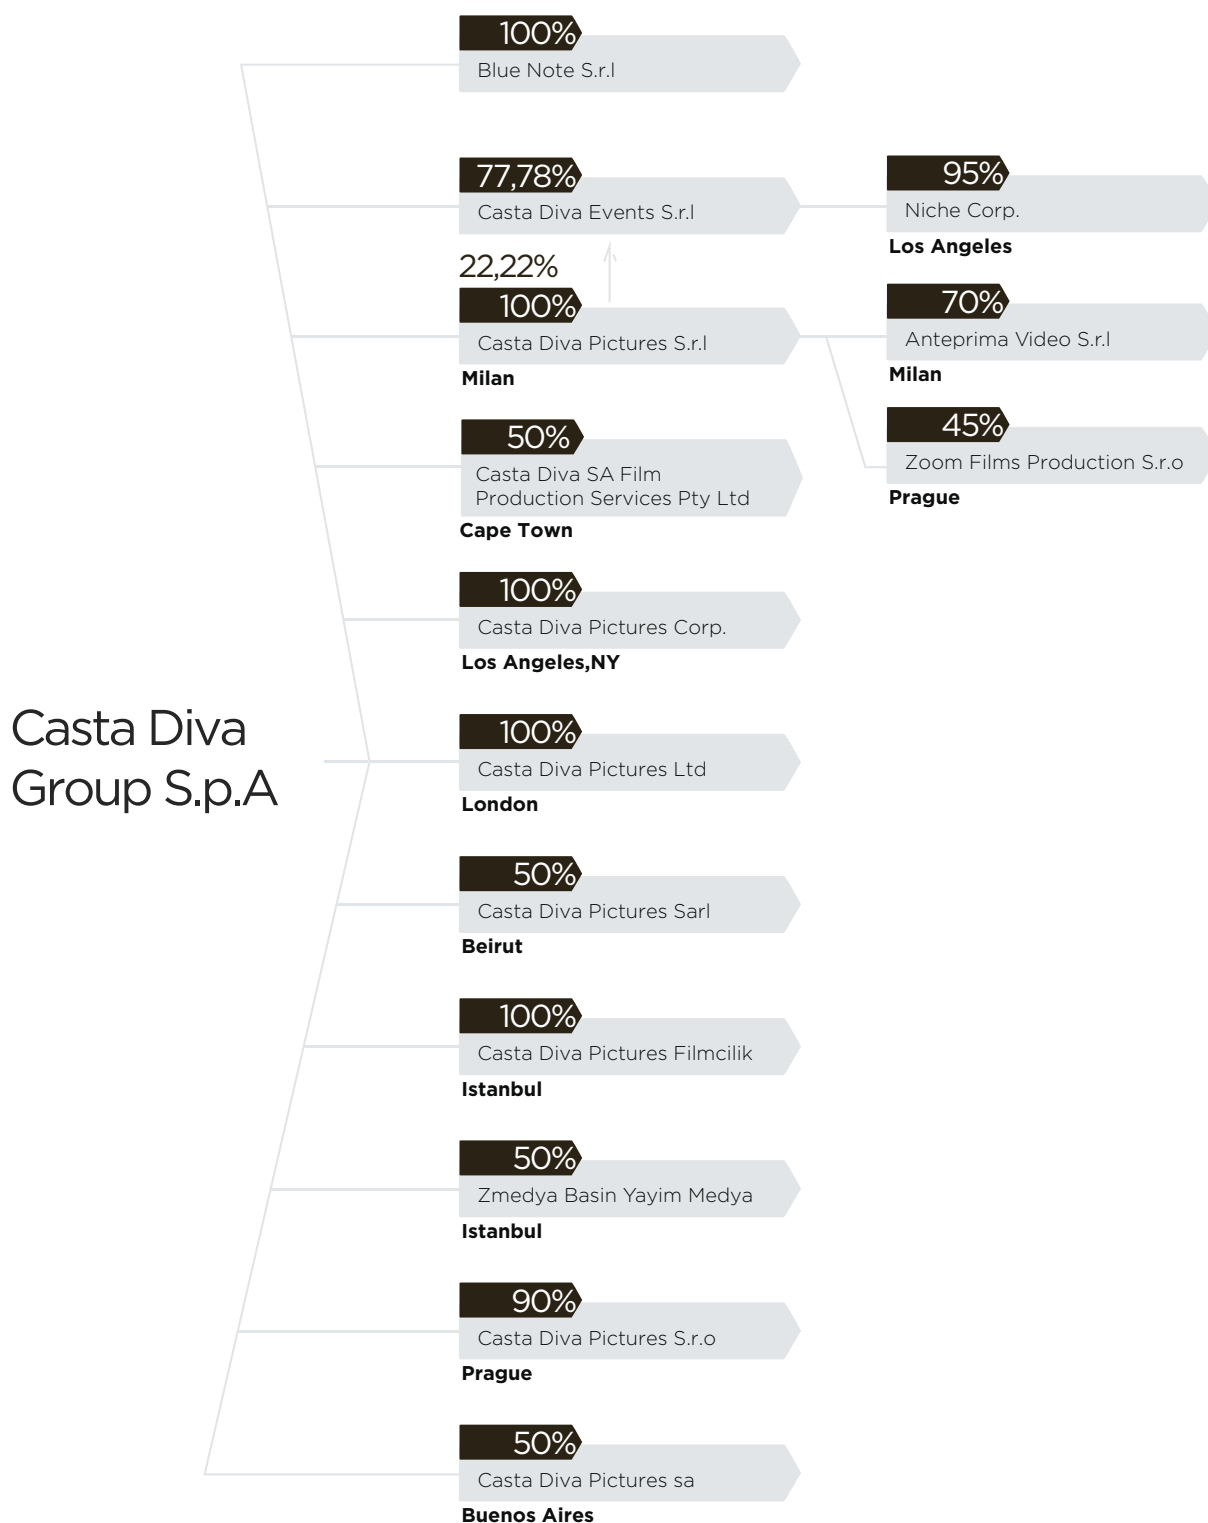 100%
Blue Note S.r.l
77,78%
Casta Diva Events S.r.l
95%
Niche Corp.
Los Angeles
22,22%
100%
Casta Diva Pictures S.r.l
Milan
70%
Anteprima Video S.r.l
Milan
45%
Zoom Films Production S.r.o
Prague
50%
Casta Diva SA Film
Production Services Pty Ltd
Cape Town
100%
Casta Diva Pictures Corp.
Los Angeles,NY
Casta Diva
Group S.p.A
100%
Casta Diva Pictures Ltd
London
50%
Casta Diva Pictures Sarl
Beirut
100%
Casta Diva Pictures Filmcilik
Istanbul
50%
Zmedya Basin Yayim Medya
Istanbul
90%
Casta Diva Pictures S.r.o
Prague
50%
Casta Diva Pictures sa
Buenos Aires